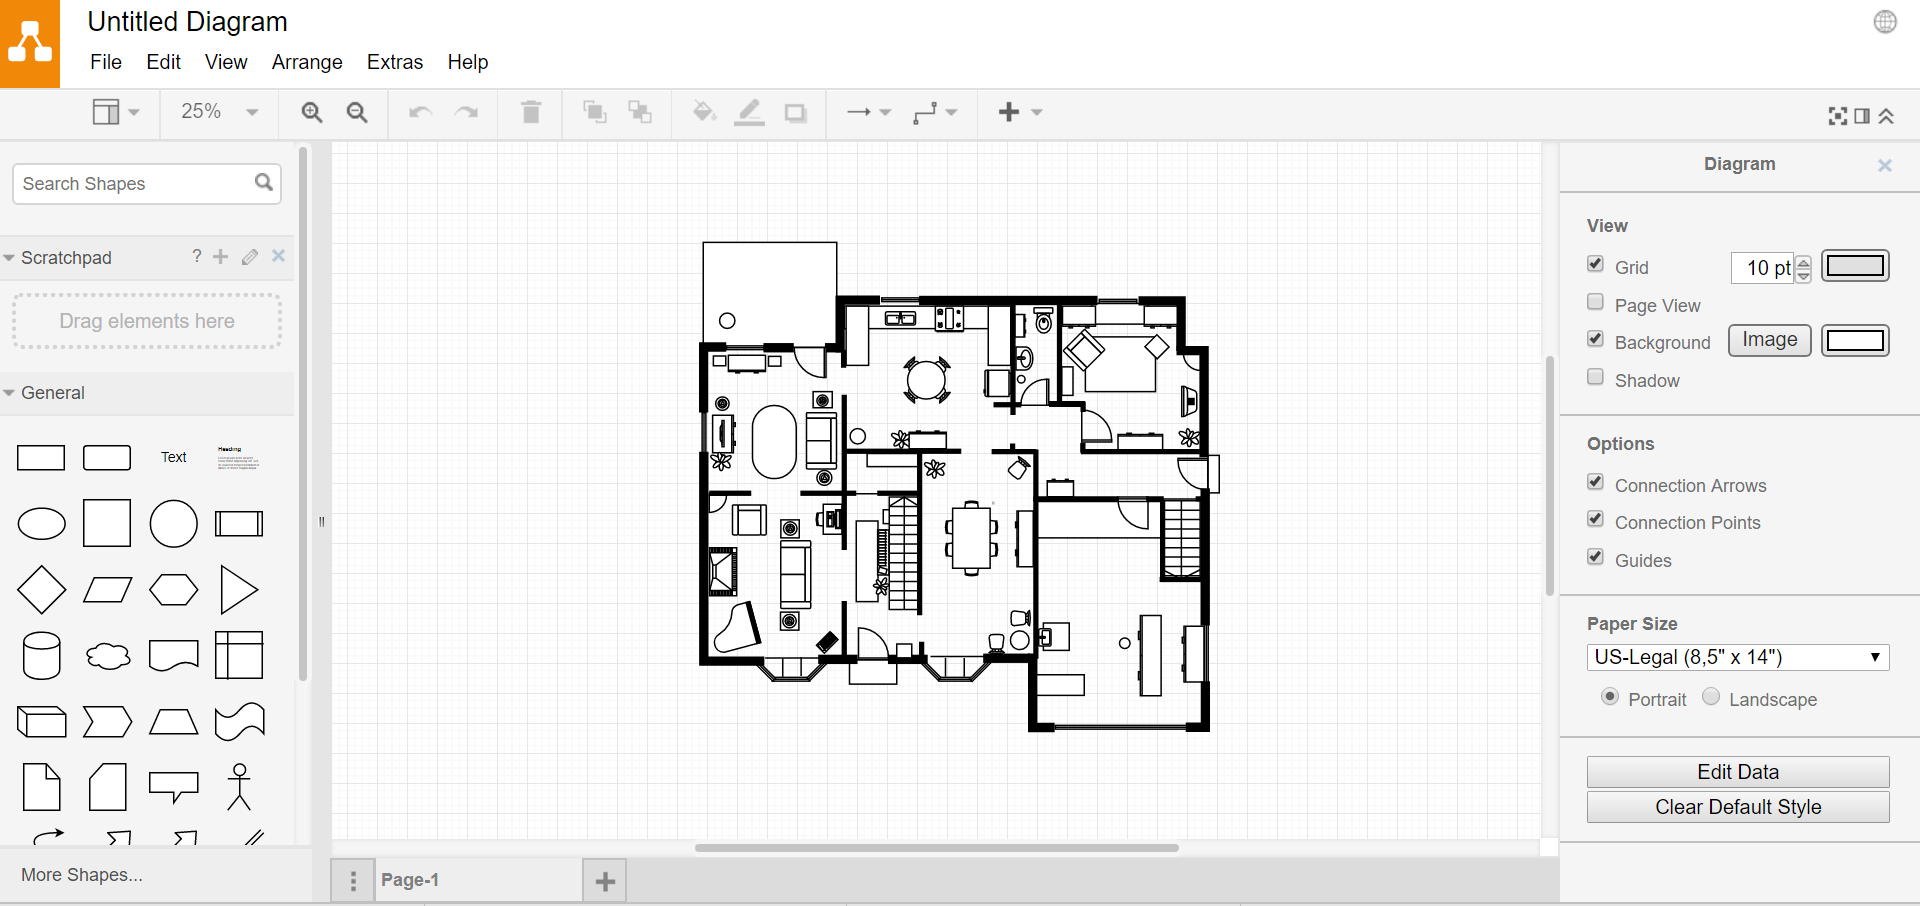 Untitled Diagram
File Edit View Arrange Extras Help
25%
Search Shapes
Scratchpad ?
Drag elements here
General
Text
Heading
More Shapes...
Page-1
Diagram
View
Grid 10 pt
Page View
Background Image
Shadow
Options
Connection Arrows
Connection Points
Guides
Paper Size
US-Legal (8,5" x 14")
Portrait Landscape
Edit Data
Clear Default Style